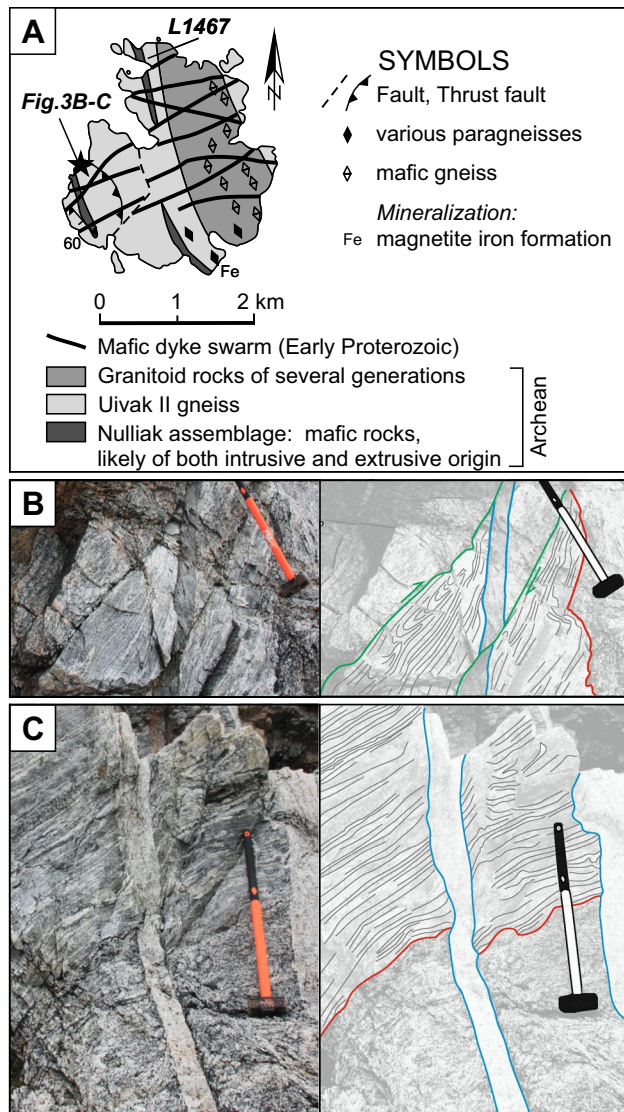 A
L1467
Fig.3B-C
N
60
Fe
0 1 2 km
SYMBOLS
Fault, Thrust fault
various paragneisses
mafic gneiss
Mineralization:
Fe magnetite iron formation
Mafic dyke swarm (Early Proterozoic)
Granitoid rocks of several generations
Uivak II gneiss
Nulliak assemblage: mafic rocks,
likely of both intrusive and extrusive origin
Archean
B
C